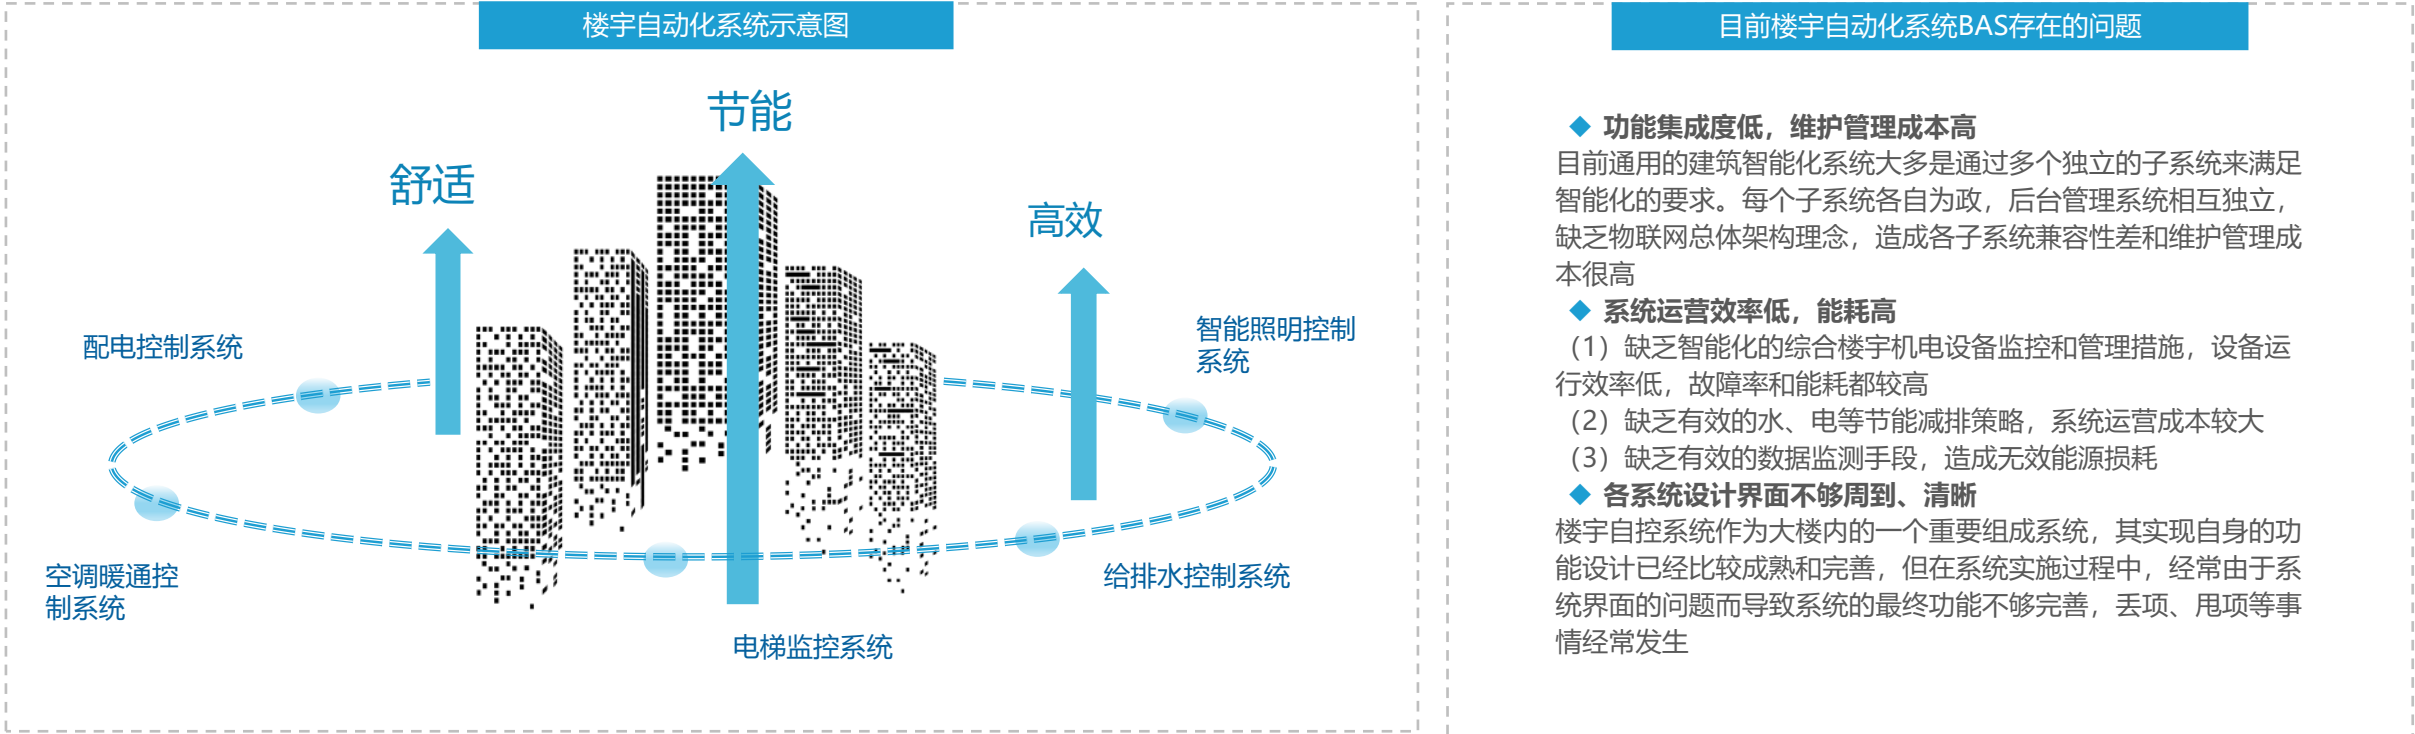 楼宇自动化系统示意图
节能
舒适
高效
配电控制系统
智能照明控制
系统
空调暖通控
制系统
给排水控制系统
电梯监控系统
目前楼宇自动化系统BAS存在的问题
◆ 功能集成度低，维护管理成本高
目前通用的建筑智能化系统大多是通过多个独立的子系统来满足
智能化的要求。每个子系统各自为政，后台管理系统相互独立，
缺乏物联网总体架构理念，造成各子系统兼容性差和维护管理成
本很高
◆ 系统运营效率低，能耗高
（1）缺乏智能化的综合楼宇机电设备监控和管理措施，设备运
行效率低，故障率和能耗都较高
（2）缺乏有效的水、电等节能减排策略，系统运营成本较大
（3）缺乏有效的数据监测手段，造成无效能源损耗
◆ 各系统设计界面不够周到、清晰
楼宇自控系统作为大楼内的一个重要组成系统，其实现自身的功
能设计已经比较成熟和完善，但在系统实施过程中，经常由于系
统界面的问题而导致系统的最终功能不够完善，丢项、甩项等事
情经常发生